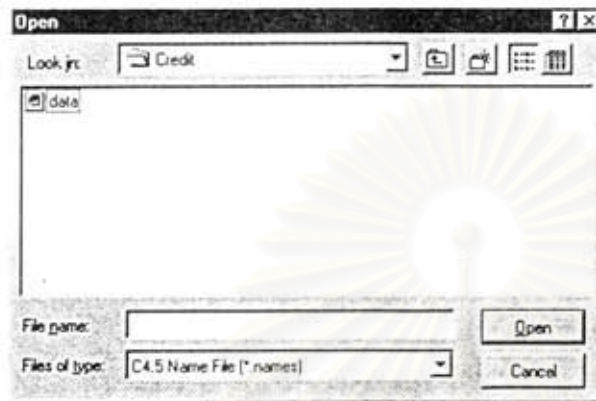 Open
Look in: Credit
data
File name:
Open
Files of type: C4.5 Name File (*.names)
Cancel